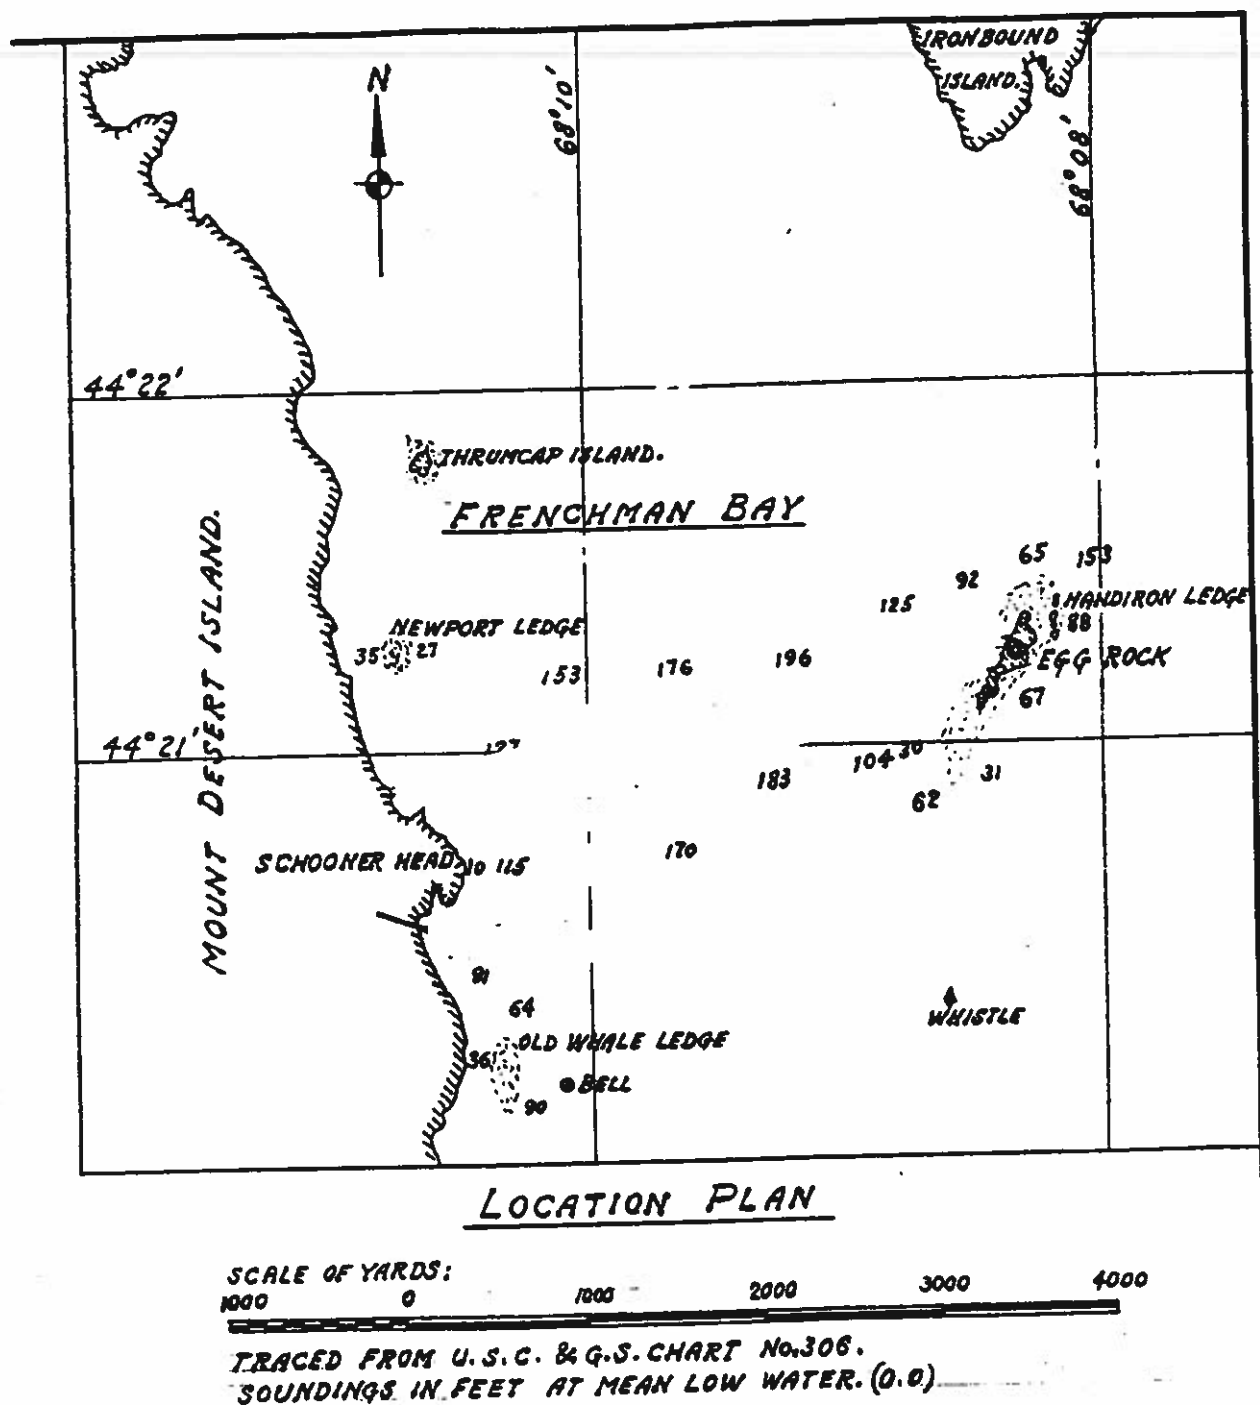 IRONBOUND
ISLAND.
N
68°10'
68°08'
44°22'
THRUMCAP ISLAND.
FRENCHMAN BAY
MOUNT DESERT ISLAND.
65 153
92
125
88
NEWPORT LEDGE
35 27
153 176 196
EGG ROCK
67
44°21'
183 104 30 31
62
170
SCHOONER HEAD 10 115
81
64
WHISTLE
OLD WHALE LEDGE
36
BELL
90
LOCATION PLAN
SCALE OF YARDS:
1000 0 1000 2000 3000 4000
TRACED FROM U.S.C. & G.S. CHART No. 306.
SOUNDINGS IN FEET AT MEAN LOW WATER. (0.0)